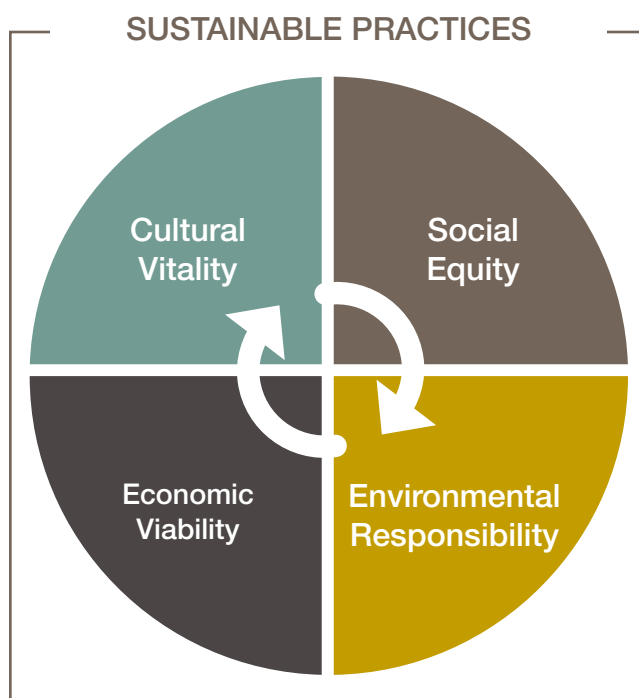 SUSTAINABLE PRACTICES
Cultural
Vitality
Social
Equity
Economic
Viability
Environmental
Responsibility